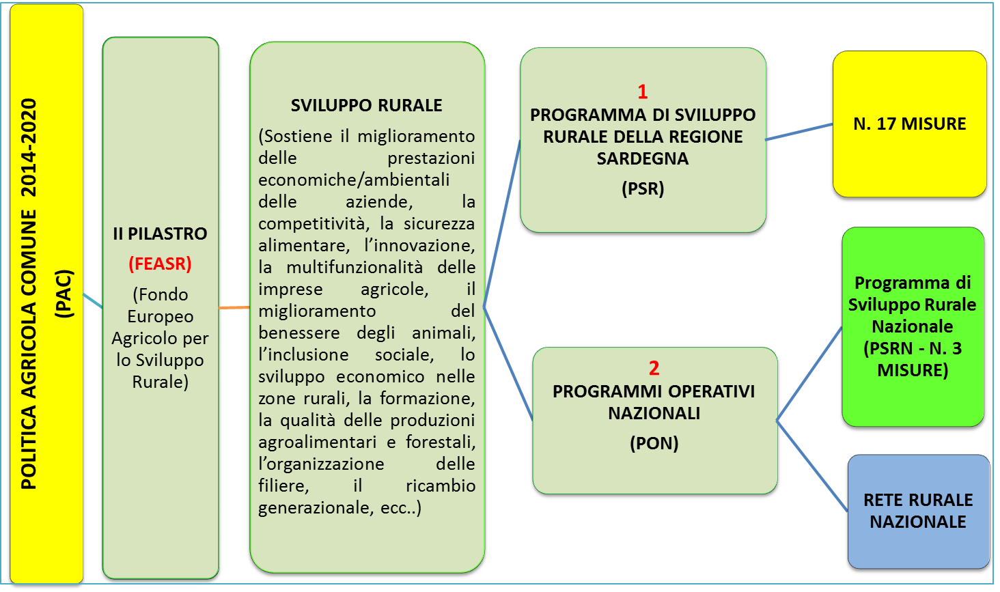 POLITICA AGRICOLA COMUNE 2014-2020
(PAC)
II PILASTRO
(FEASR)
(Fondo
Europeo
Agricolo per
lo Sviluppo
Rurale)
SVILUPPO RURALE
(Sostiene il miglioramento
delle prestazioni
economiche/ambientali
delle aziende, la
competitività, la sicurezza
alimentare, l'innovazione,
la multifunzionalità delle
imprese agricole, il
miglioramento del
benessere degli animali,
l'inclusione sociale, lo
sviluppo economico nelle
zone rurali, la formazione,
la qualità delle produzioni
agroalimentari e forestali,
l'organizzazione delle
filiere, il ricambio
generazionale, ecc..)
1
PROGRAMMA DI SVILUPPO
RURALE DELLA REGIONE
SARDEGNA
(PSR)
N. 17 MISURE
2
PROGRAMMI OPERATIVI
NAZIONALI
(PON)
Programma di
Sviluppo Rurale
Nazionale
(PSRN - N. 3
MISURE)
RETE RURALE
NAZIONALE